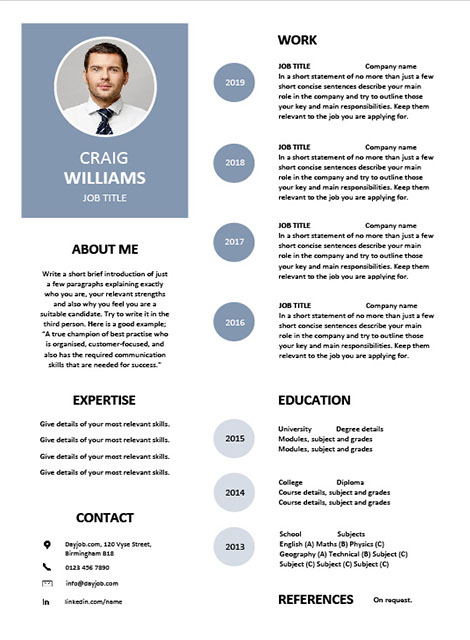 CRAIG
WILLIAMS
JOB TITLE
ABOUT ME
Write a short brief introduction of just
a few paragraphs explaining exactly
who you are, your relevant strengths
and also why you feel you are a
suitable candidate. Try to write it in the
third person. Here is a good example;
"A true champion of best practise who
is organised, customer-focused, and
also has the required communication
skills that are needed for success."
EXPERTISE
Give details of your most relevant skills.
Give details of your most relevant skills.
Give details of your most relevant skills.
Give details of your most relevant skills.
CONTACT
Dayjob.com, 120 Vyse Street,
Birmingham B18
0123 456 7890
info@dayjob.com
in linkedin.com/name
WORK
2019
JOB TITLE Company name
In a short statement of no more than just a few
short concise sentences describe your main
role in the company and try to outline those
your key and main responsibilities. Keep them
relevant to the job you are applying for.
2018
JOB TITLE Company name
In a short statement of no more than just a few
short concise sentences describe your main
role in the company and try to outline those
your key and main responsibilities. Keep them
relevant to the job you are applying for.
2017
JOB TITLE Company name
In a short statement of no more than just a few
short concise sentences describe your main
role in the company and try to outline those
your key and main responsibilities. Keep them
relevant to the job you are applying for.
2016
JOB TITLE Company name
In a short statement of no more than just a few
short concise sentences describe your main
role in the company and try to outline those
your key and main responsibilities. Keep them
relevant to the job you are applying for.
EDUCATION
2015
University Degree details
Modules, subject and grades
Modules, subject and grades
2014
College Diploma
Course details, subject and grades
Course details, subject and grades
2013
School Subjects
English (A) Maths (B) Physics (C)
Geography (A) Technical (B) Subject (C)
Subject (C) Subject (C) Subject (C)
REFERENCES On request.